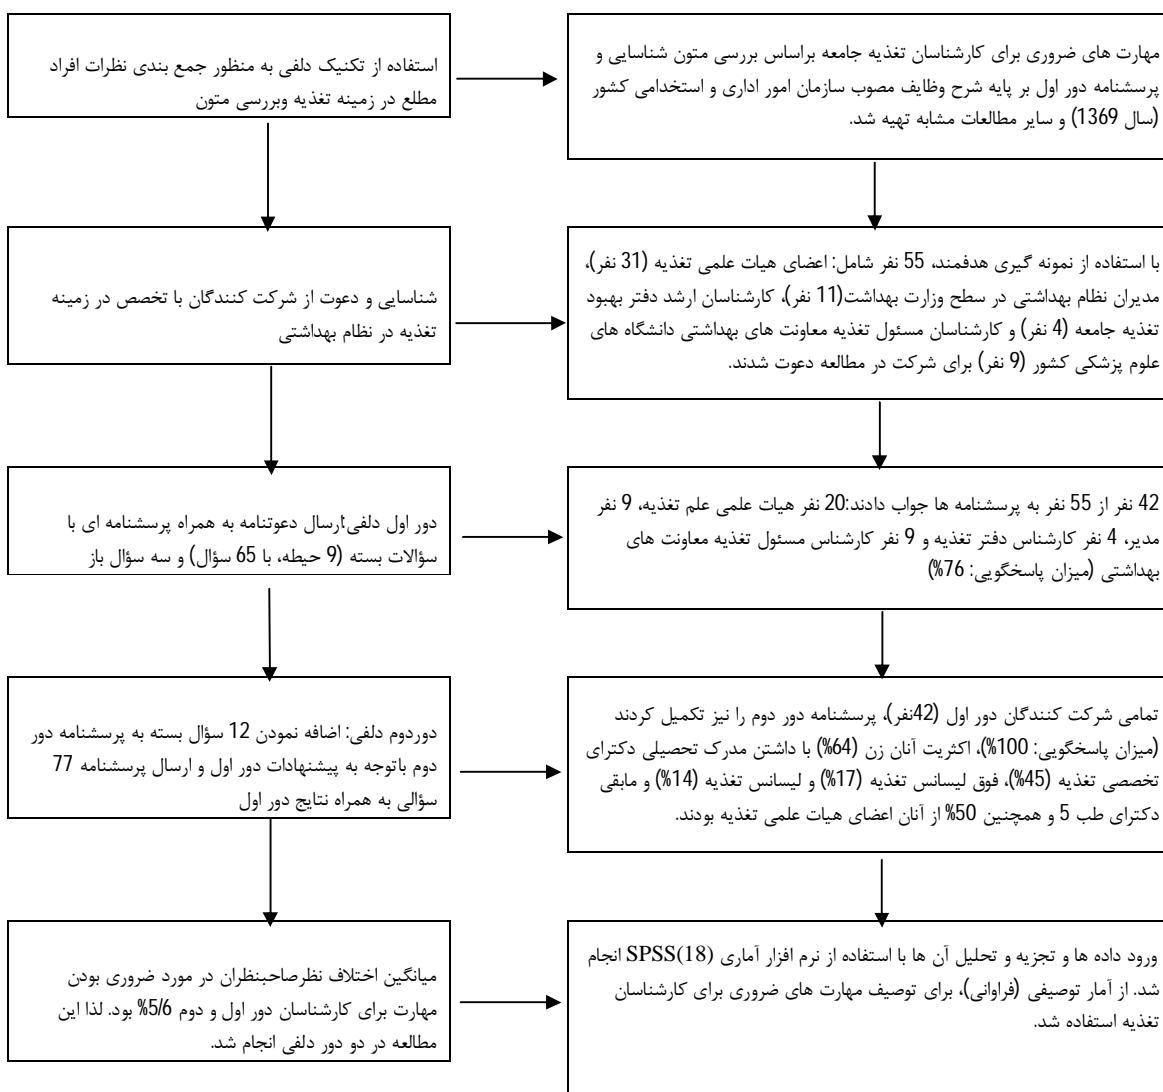 استفاده از تکنیک دلفی به منظور جمع بندی نظرات افراد
مطلع در زمینه تغذیه وبررسی متون
مهارت های ضروری برای کارشناسان تغذیه جامعه براساس بررسی متون شناسایی و
پرسشنامه دور اول بر پایه شرح وظایف مصوب سازمان امور اداری و استخدامی کشور
(سال 1369) و سایر مطالعات مشابه تهیه شد.
شناسایی و دعوت از شرکت کنندگان با تخصص در زمینه
تغذیه در نظام بهداشتی
با استفاده از نمونه گیری هدفمند، 55 نفر شامل: اعضای هیات علمی تغذیه (31 نفر)،
مدیران نظام بهداشتی در سطح وزارت بهداشت(11 نفر)، کارشناسان ارشد دفتر بهبود
تغذیه جامعه (4 نفر) و کارشناسان مسئول تغذیه معاونت های بهداشتی دانشگاه های
علوم پزشکی کشور (9 نفر) برای شرکت در مطالعه دعوت شدند.
دور اول دلفی:ارسال دعوتنامه به همراه پرسشنامه ای با
سؤالات بسته (9 حیطه، با 65 سؤال) و سه سؤال باز
42 نفر از 55 نفر به پرسشنامه ها جواب دادند:20 نفر هیات علمی علم تغذیه، 9 نفر
مدیر، 4 نفر کارشناس دفتر تغذیه و 9 نفر کارشناس مسئول تغذیه معاونت های
بهداشتی (میزان پاسخگویی: 76%)
دوردوم دلفی: اضافه نمودن 12 سؤال بسته به پرسشنامه دور
دوم باتوجه به پیشنهادات دور اول و ارسال پرسشنامه 77
سؤالی به همراه نتایج دور اول
تمامی شرکت کنندگان دور اول (42نفر)، پرسشنامه دور دوم را نیز تکمیل کردند
(میزان پاسخگویی: 100%)، اکثریت آنان زن (64%) با داشتن مدرک تحصیلی دکترای
تخصصی تغذیه (45%)، فوق لیسانس تغذیه (17%) و لیسانس تغذیه (14%) و مابقی
دکترای طب 5 و همچنین 50% از آنان اعضای هیات علمی تغذیه بودند.
میانگین اختلاف نظرصاحبنظران در مورد ضروری بودن
مهارت برای کارشناسان دور اول و دوم 5/6% بود. لذا این
مطالعه در دو دور دلفی انجام شد.
ورود داده ها و تجزیه و تحلیل آن ها با استفاده از نرم افزار آماری SPSS(18) انجام
شد. از آمار توصیفی (فراوانی)، برای توصیف مهارت های ضروری برای کارشناسان
تغذیه استفاده شد.